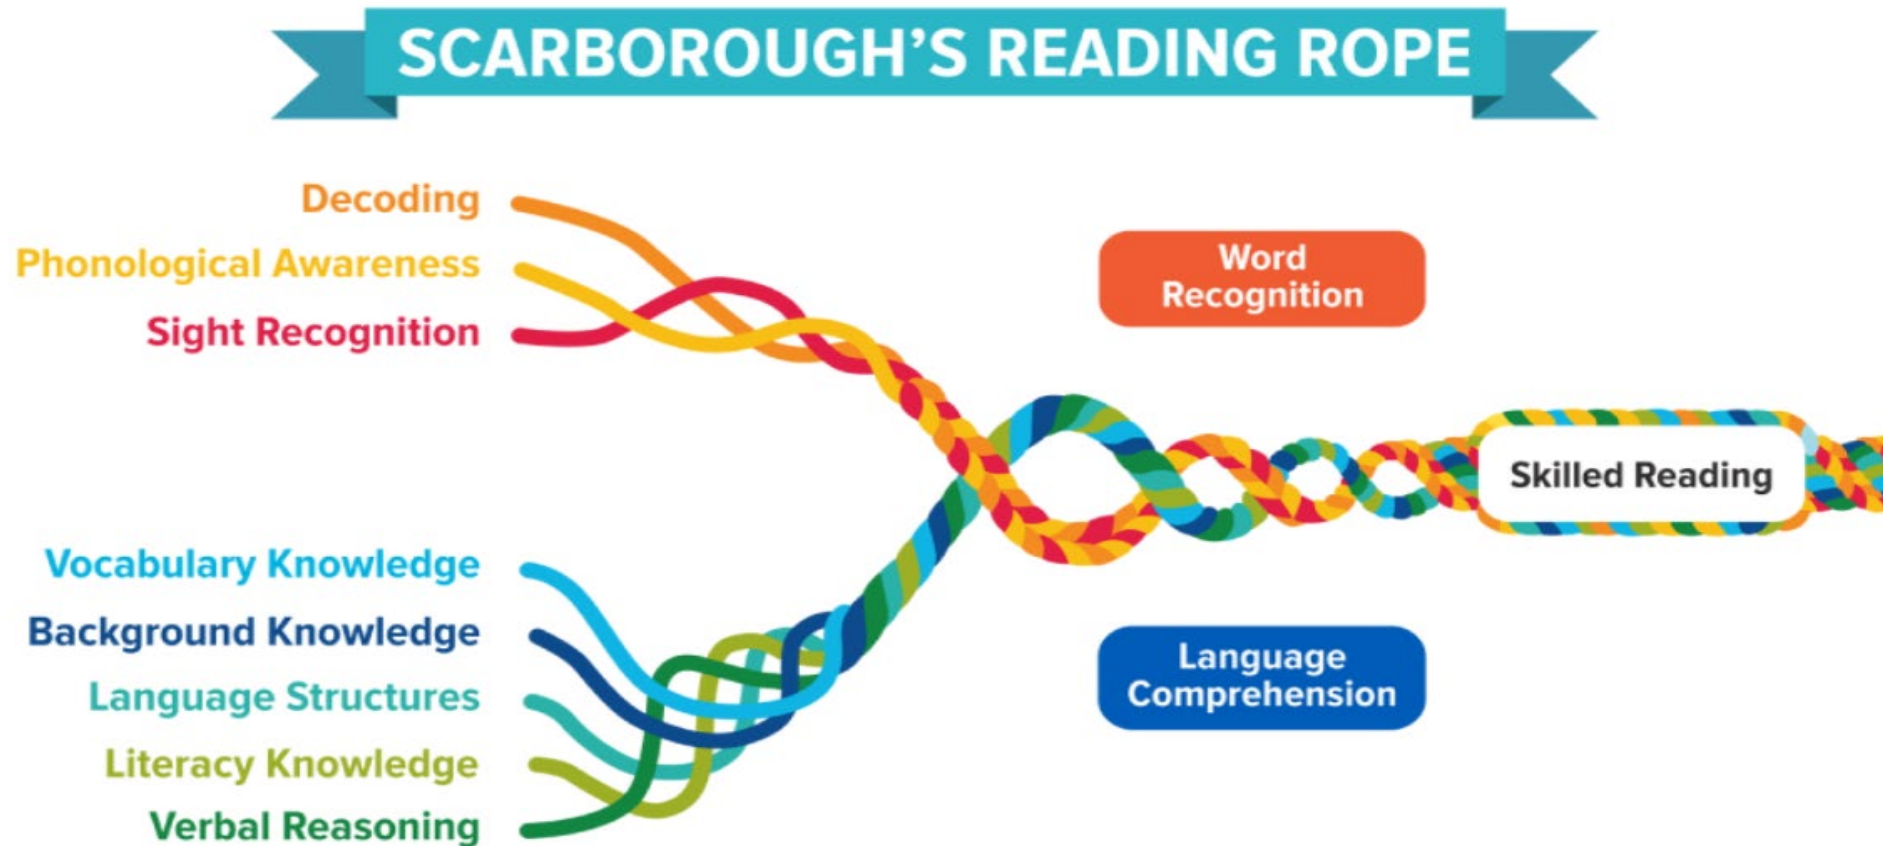 SCARBOROUGH’S READING ROPE
Decoding
Phonological Awareness
Sight Recognition
Word
Recognition
Skilled Reading
Vocabulary Knowledge
Background Knowledge
Language Structures
Literacy Knowledge
Verbal Reasoning
Language
Comprehension